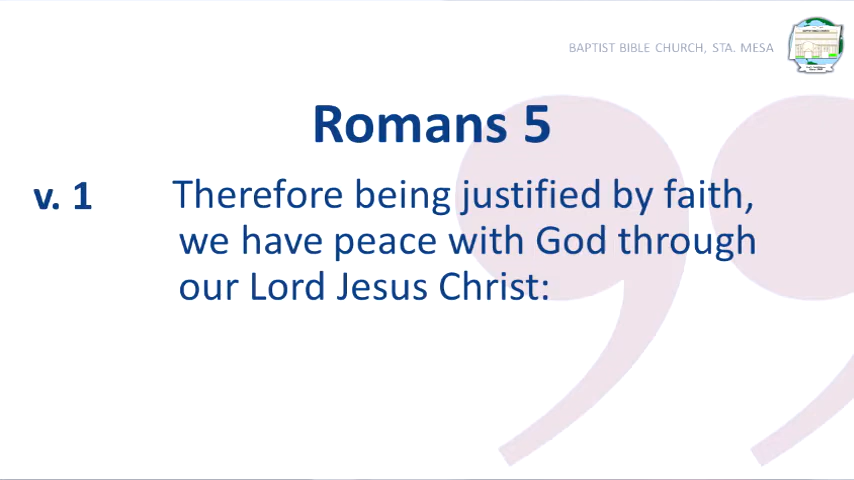 BAPTIST BIBLE CHURCH, STA. MESA
Romans 5
v. 1 Therefore being justified by faith,
we have peace with God through
our Lord Jesus Christ: